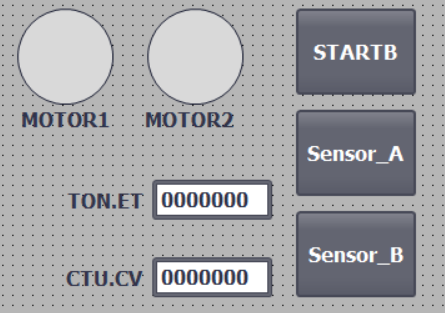 STARTB
MOTOR1 MOTOR2
Sensor_A
TON.ET 0000000
Sensor_B
CTU.CV 0000000